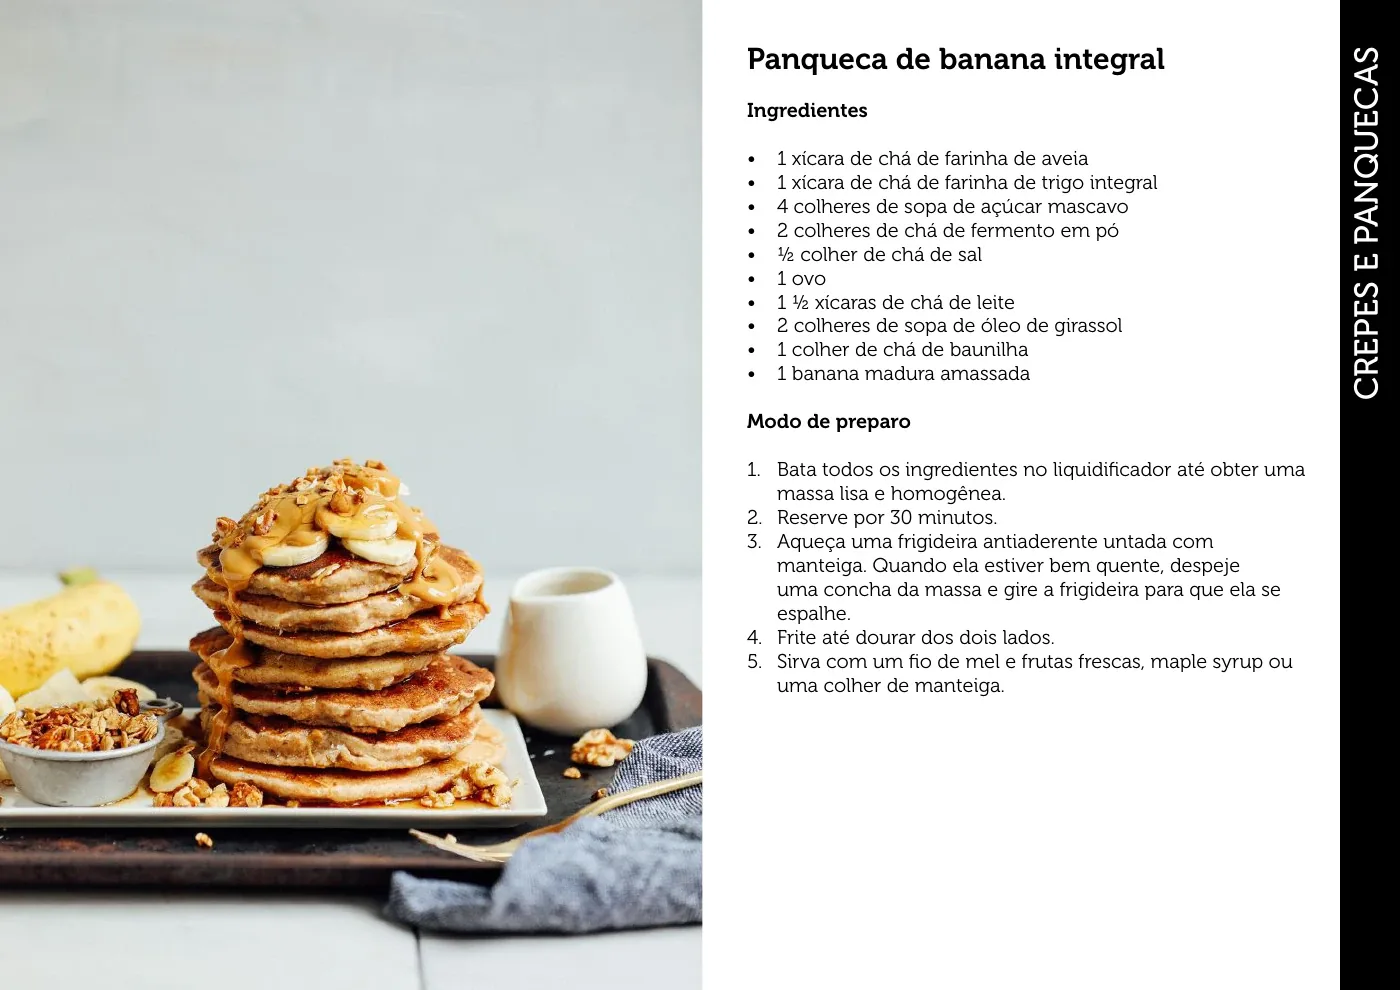 Panqueca de banana integral
Ingredientes
• 1 xícara de chá de farinha de aveia
• 1 xícara de chá de farinha de trigo integral
• 4 colheres de sopa de açúcar mascavo
• 2 colheres de chá de fermento em pó
• ½ colher de chá de sal
• 1 ovo
• 1 ½ xícaras de chá de leite
• 2 colheres de sopa de óleo de girassol
• 1 colher de chá de baunilha
• 1 banana madura amassada
Modo de preparo
1. Bata todos os ingredientes no liquidificador até obter uma
massa lisa e homogênea.
2. Reserve por 30 minutos.
3. Aqueça uma frigideira antiaderente untada com
manteiga. Quando ela estiver bem quente, despeje
uma concha da massa e gire a frigideira para que ela se
espalhe.
4. Frite até dourar dos dois lados.
5. Sirva com um fio de mel e frutas frescas, maple syrup ou
uma colher de manteiga.
CREPES E PANQUECAS